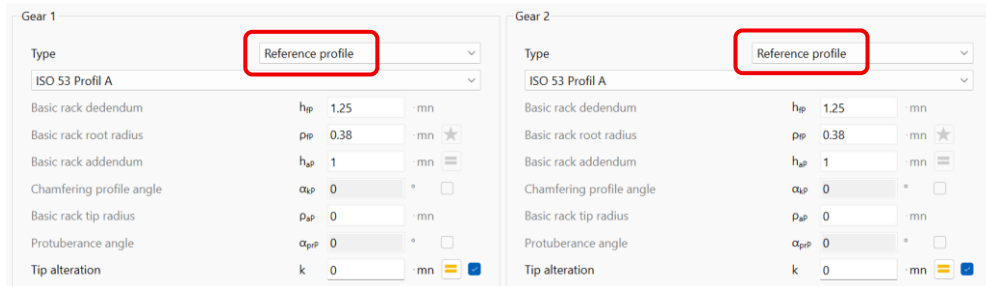 Gear 1
Type Reference profile
ISO 53 Profil A
Basic rack dedendum hfP 1.25 ·mn
Basic rack root radius ρfP 0.38 ·mn
Basic rack addendum haP 1 ·mn
Chamfering profile angle αkP 0 °
Basic rack tip radius ρaP 0 ·mn
Protuberance angle αprP 0 °
Tip alteration k 0 ·mn
Gear 2
Type Reference profile
ISO 53 Profil A
Basic rack dedendum hfP 1.25 ·mn
Basic rack root radius ρfP 0.38 ·mn
Basic rack addendum haP 1 ·mn
Chamfering profile angle αkP 0 °
Basic rack tip radius ρaP 0 ·mn
Protuberance angle αprP 0 °
Tip alteration k 0 ·mn